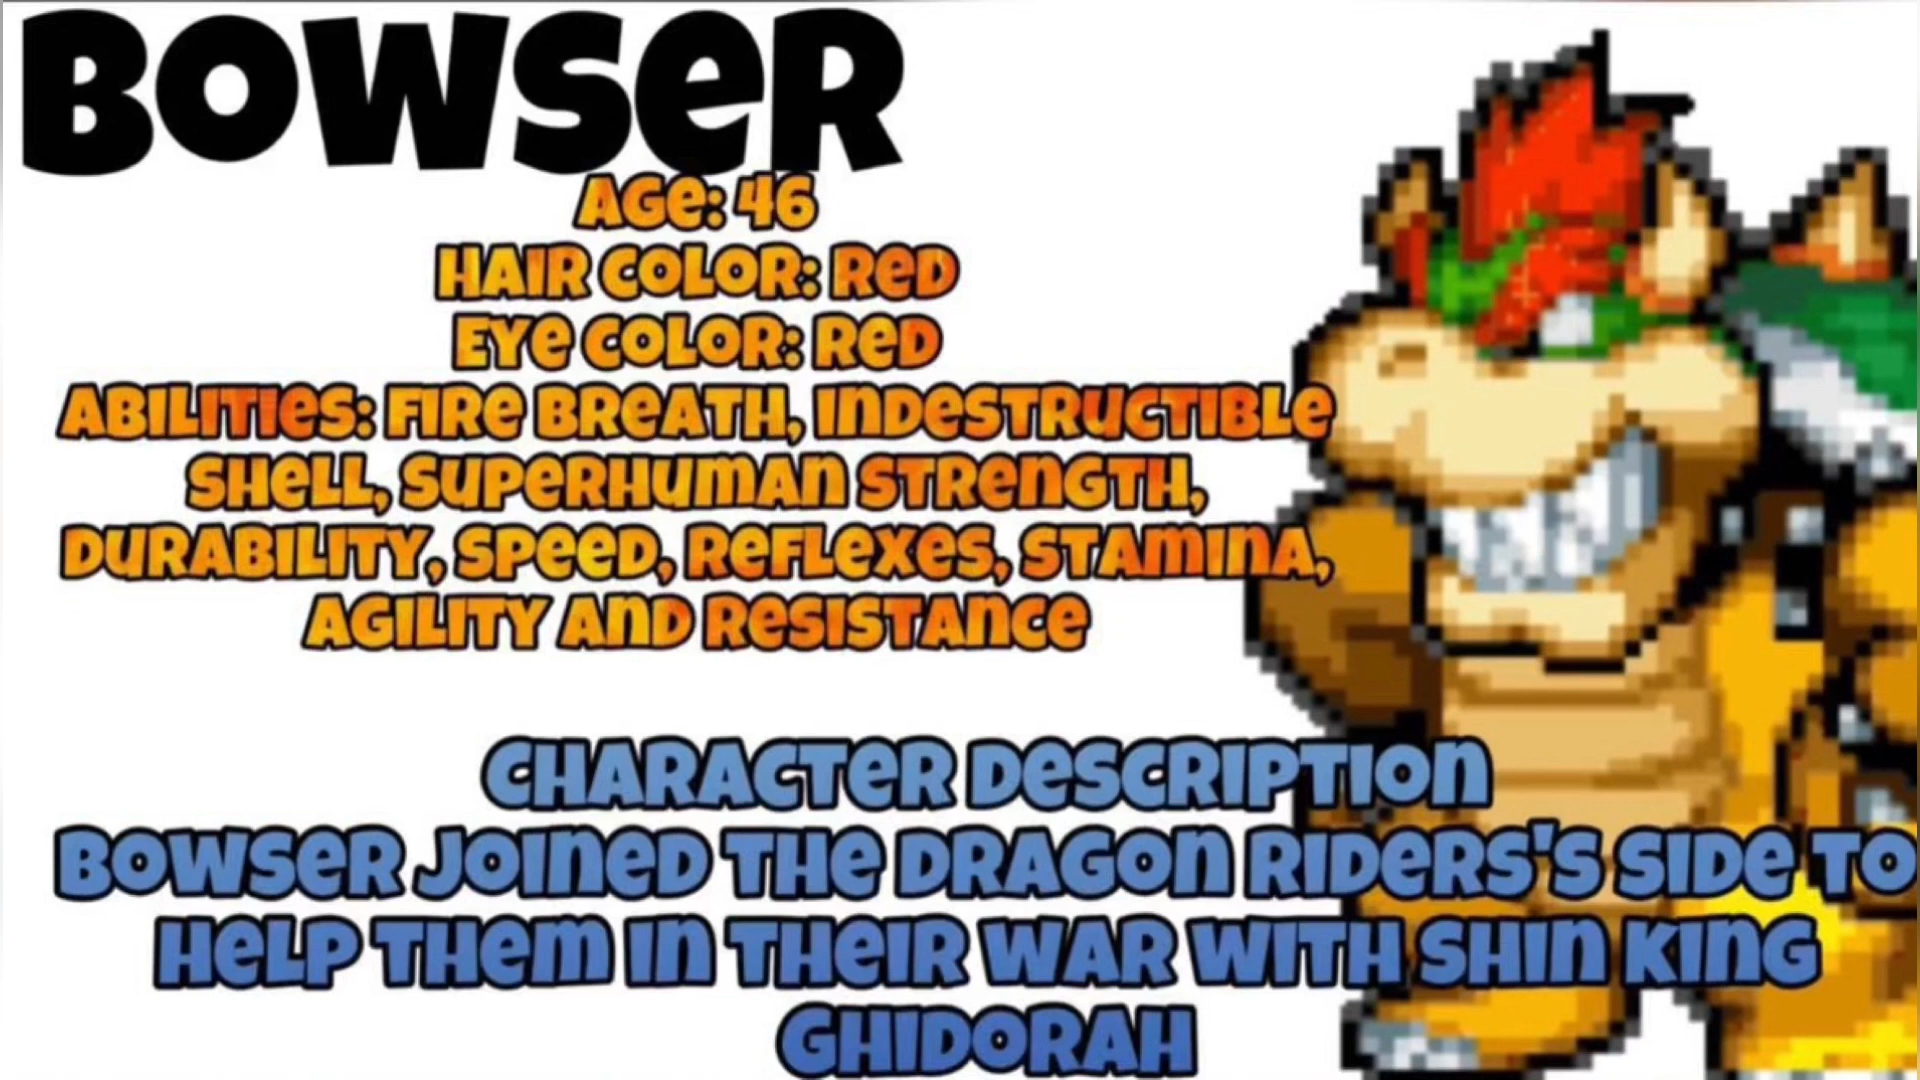 BOWSER
AGE: 46
HAIR COLOR: RED
EYE COLOR: RED
ABILITIES: FIRE BREATH, INDESTRUCTIBLE
SHELL, SUPERHUMAN STRENGTH,
DURABILITY, SPEED, REFLEXES, STAMINA,
AGILITY AND RESISTANCE
CHARACTER DESCRIPTION
BOWSER JOINED THE DRAGON RIDERS'S SIDE TO
HELP THEM IN THEIR WAR WITH SHIN KING
GHIDORAH